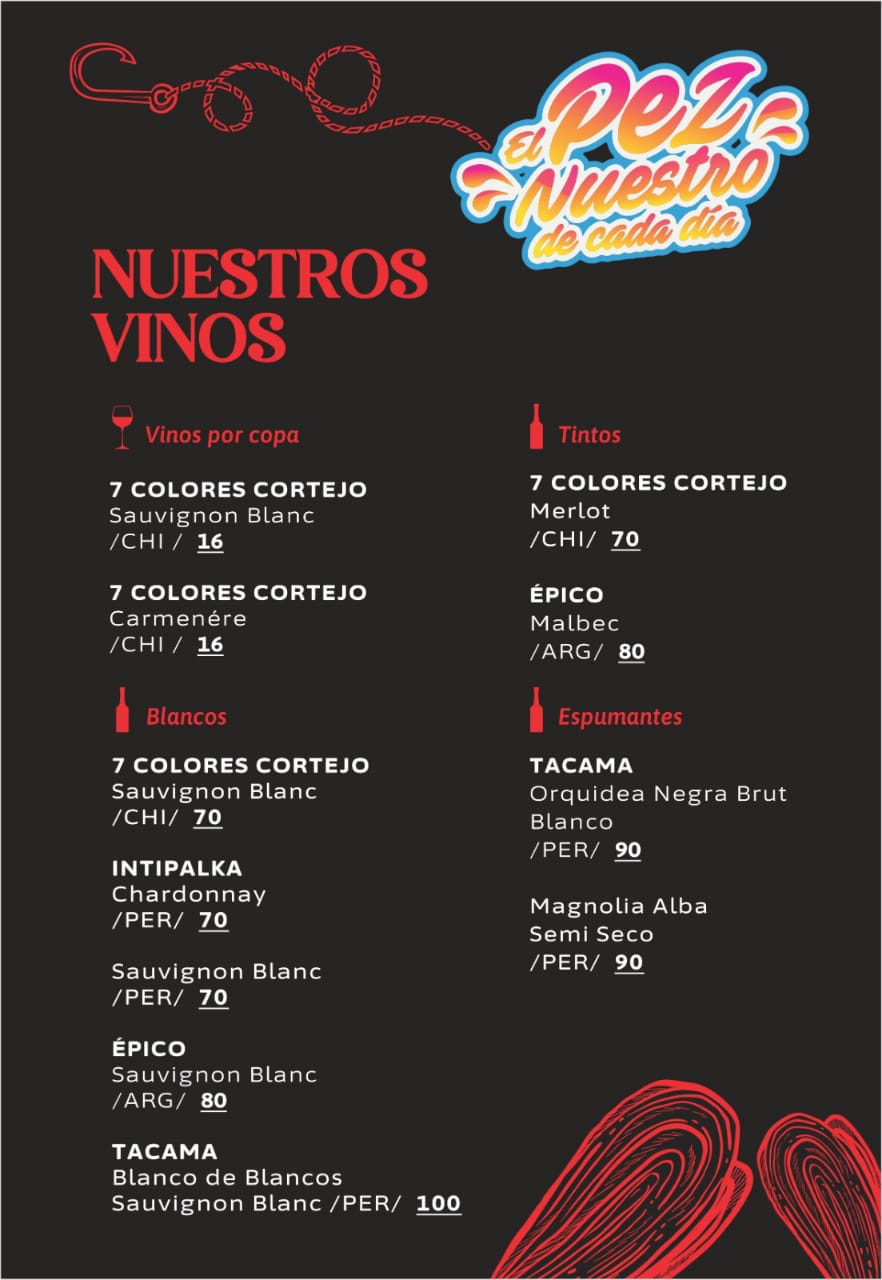 El Pez
Nuestro
de cada día
NUESTROS
VINOS
Vinos por copa
7 COLORES CORTEJO
Sauvignon Blanc
/CHI / 16
7 COLORES CORTEJO
Carmenére
/CHI / 16
Blancos
7 COLORES CORTEJO
Sauvignon Blanc
/CHI/ 70
INTIPALKA
Chardonnay
/PER/ 70
Sauvignon Blanc
/PER/ 70
ÉPICO
Sauvignon Blanc
/ARG/ 80
TACAMA
Blanco de Blancos
Sauvignon Blanc /PER/ 100
Tintos
7 COLORES CORTEJO
Merlot
/CHI/ 70
ÉPICO
Malbec
/ARG/ 80
Espumantes
TACAMA
Orquidea Negra Brut
Blanco
/PER/ 90
Magnolia Alba
Semi Seco
/PER/ 90